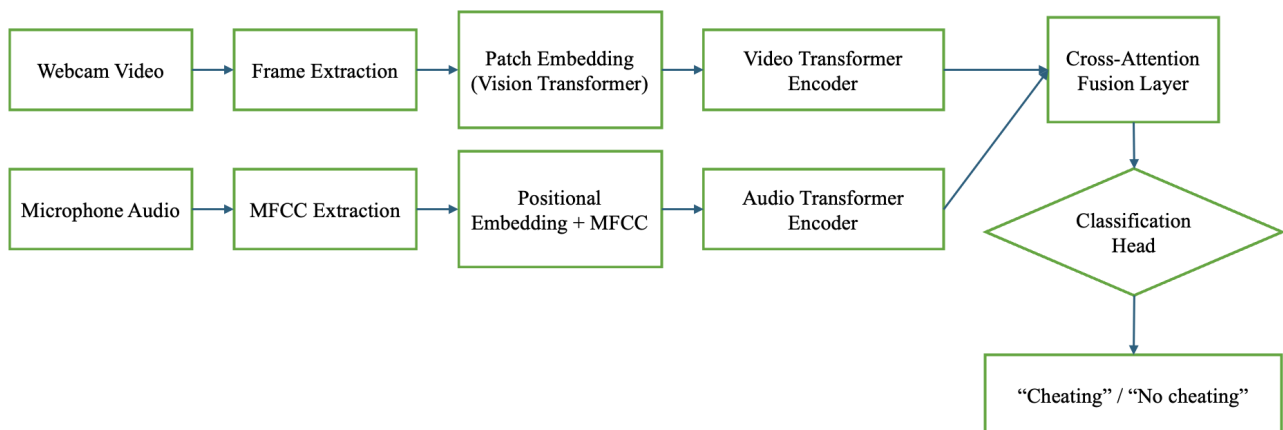 Webcam Video
Frame Extraction
Patch Embedding
(Vision Transformer)
Video Transformer
Encoder
Cross-Attention
Fusion Layer
Microphone Audio
MFCC Extraction
Positional
Embedding + MFCC
Audio Transformer
Encoder
Classification
Head
“Cheating” / “No cheating”